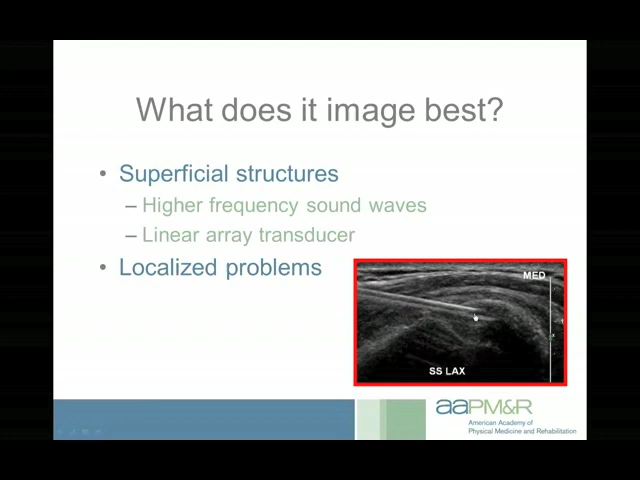 What does it image best?
• Superficial structures
– Higher frequency sound waves
– Linear array transducer
• Localized problems
MED
SS LAX
aaPM&R
American Academy of
Physical Medicine and Rehabilitation